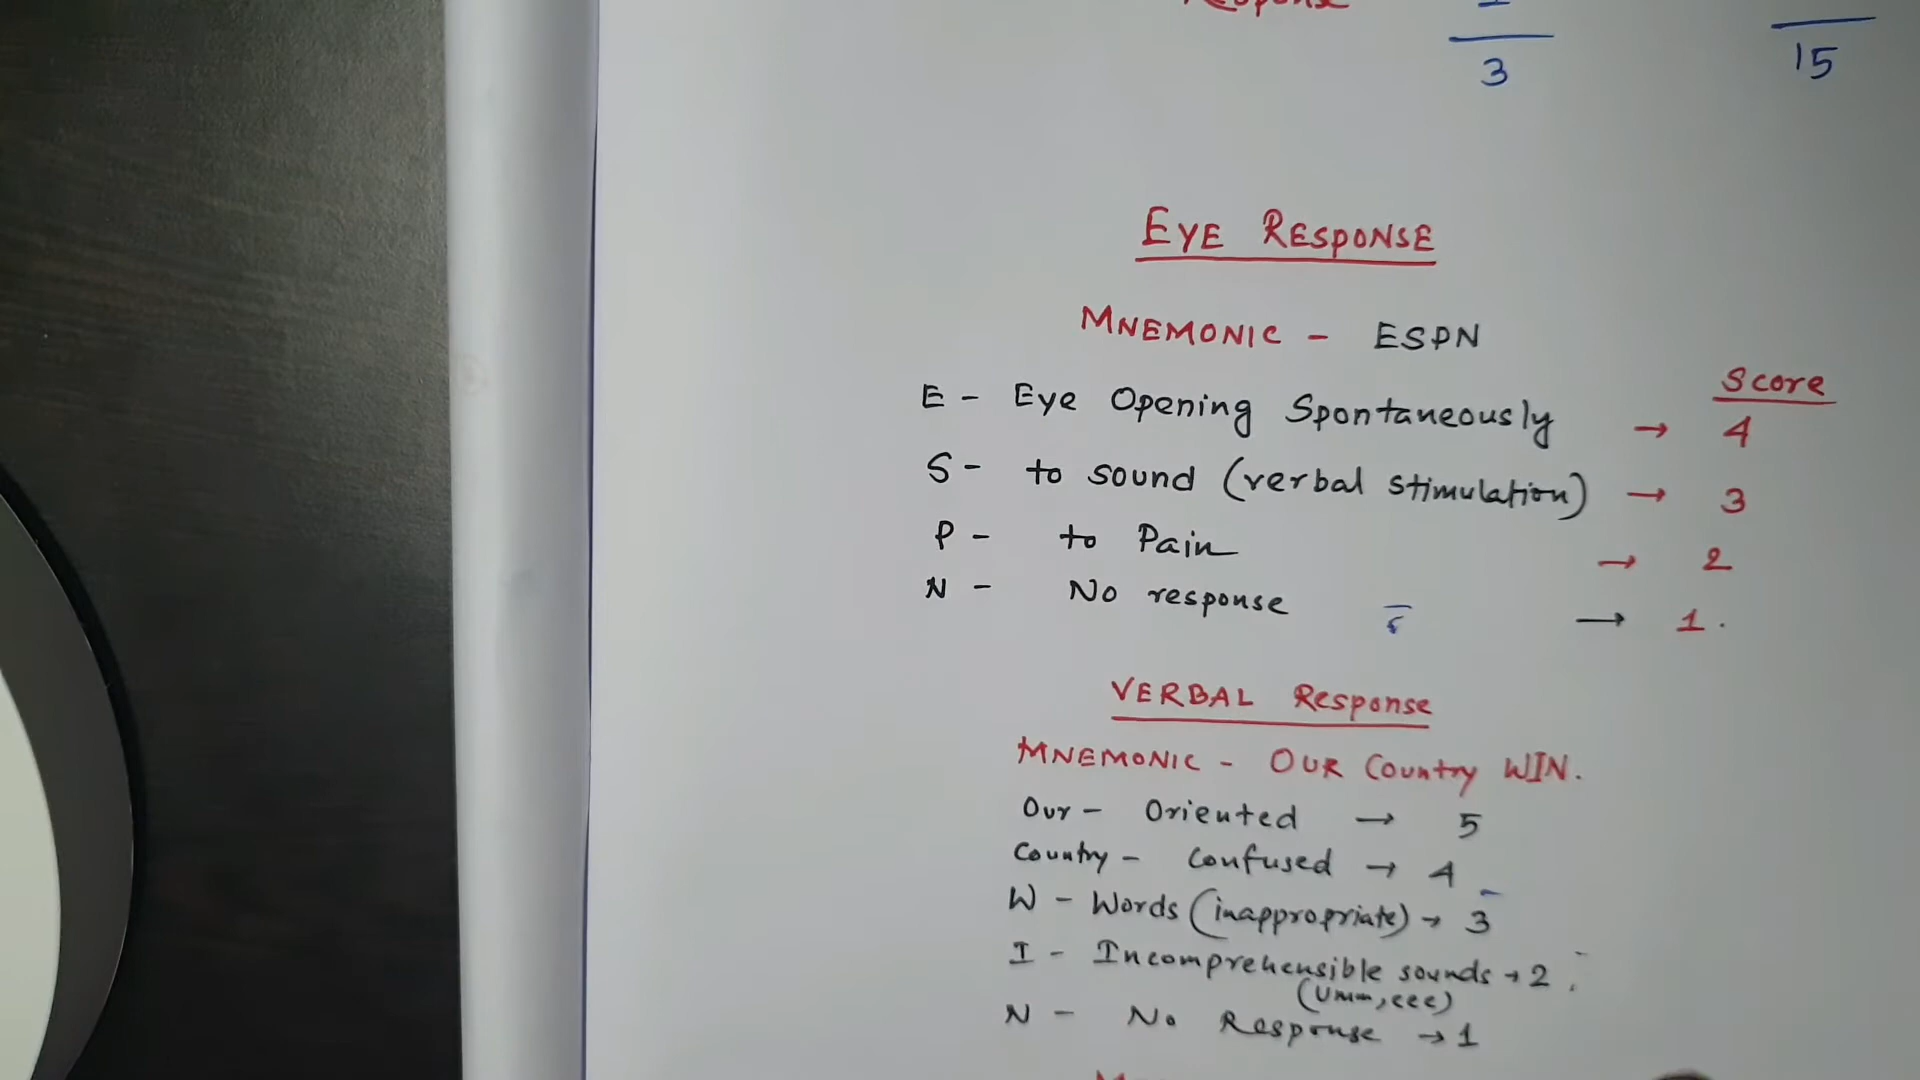 Response
3 15
EYE RESPONSE
MNEMONIC - ESPN
Score
E - Eye Opening Spontaneously → 4
S - to sound (verbal stimulation) → 3
P - to Pain → 2
N - No response → 1.
VERBAL Response
MNEMONIC - OUR Country WIN.
Our - Oriented → 5
Country - Confused → 4
W - Words (inappropriate) → 3
I - Incomprehensible sounds → 2
(Umm, eee)
N - No Response → 1